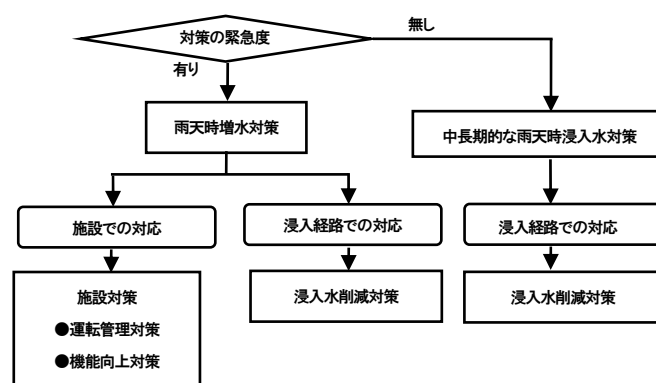 対策の緊急度
無し
有り
雨天時増水対策
中長期的な雨天時浸入水対策
施設での対応
浸入経路での対応
浸入経路での対応
施設対策
●運転管理対策
●機能向上対策
浸入水削減対策
浸入水削減対策